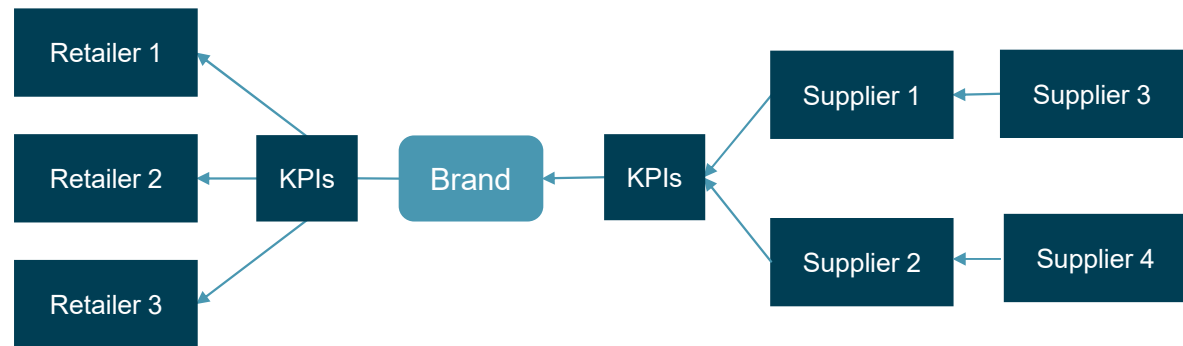 Retailer 1
Retailer 2
Retailer 3
KPIs
Brand
KPIs
Supplier 1
Supplier 2
Supplier 3
Supplier 4